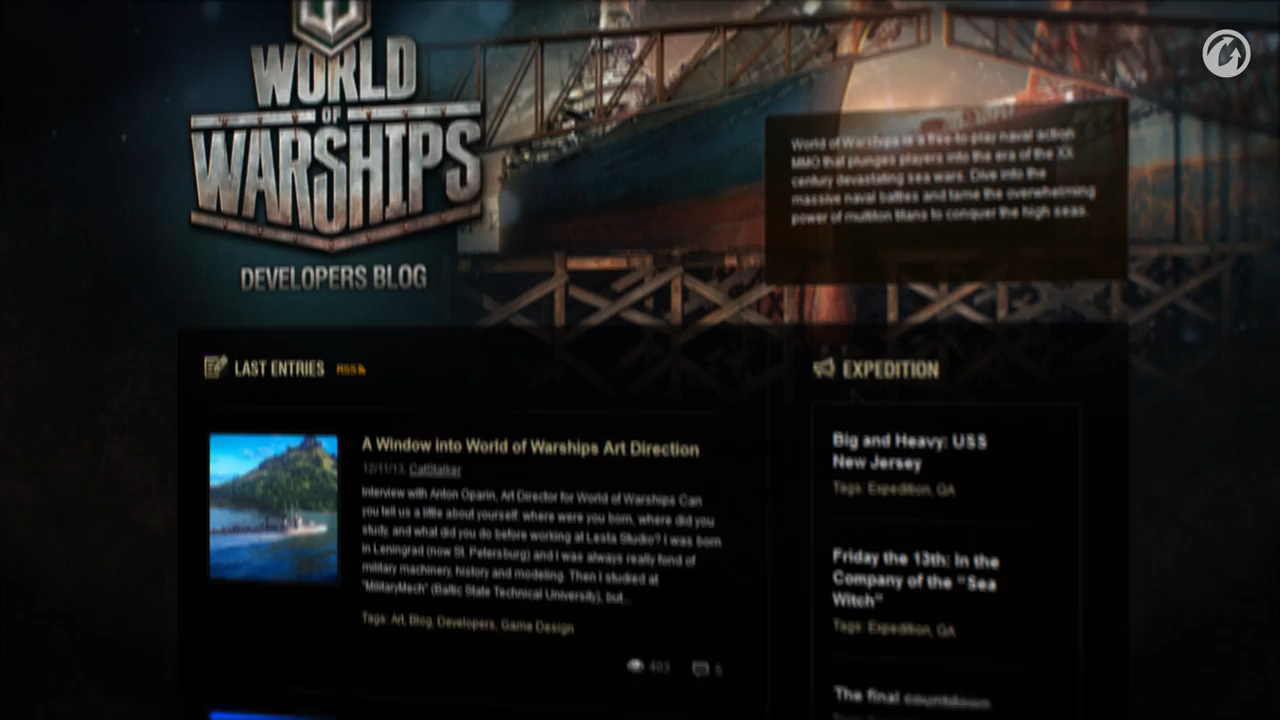 WORLD
OF
WARSHIPS
DEVELOPERS BLOG
World of Warships is a free-to-play naval action
MMO that plunges players into the era of the XX
century devastating sea wars. Dive into the
massive naval battles and tame the overwhelming
power of multiton titans to conquer the high seas.
LAST ENTRIES RSS
A Window into World of Warships Art Direction
12/11/13, CatStalker
Interview with Anton Oparin, Art Director for World of Warships Can
you tell us a little about yourself: where were you born, where did you
study, and what did you do before working at Lesta Studio? I was born
in Leningrad (now St. Petersburg) and I was always really fond of
military machinery, history and modeling. Then I studied at
"MilitaryMech" (Baltic State Technical University), but...
Tags: Art, Blog, Developers, Game Design
403
EXPEDITION
Big and Heavy: USS
New Jersey
Tags: Expedition, GA
Friday the 13th: In the
Company of the "Sea
Witch"
Tags: Expedition, GA
The final countdown